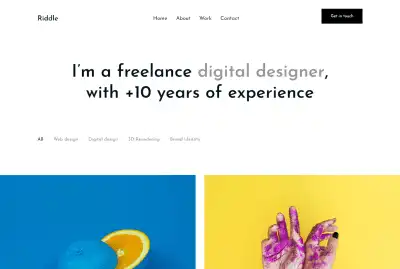 Riddle
Home About Work Contact
Get in touch
I'm a freelance digital designer,
with +10 years of experience
All Web design Digital design 3D Rendering Brand Identity